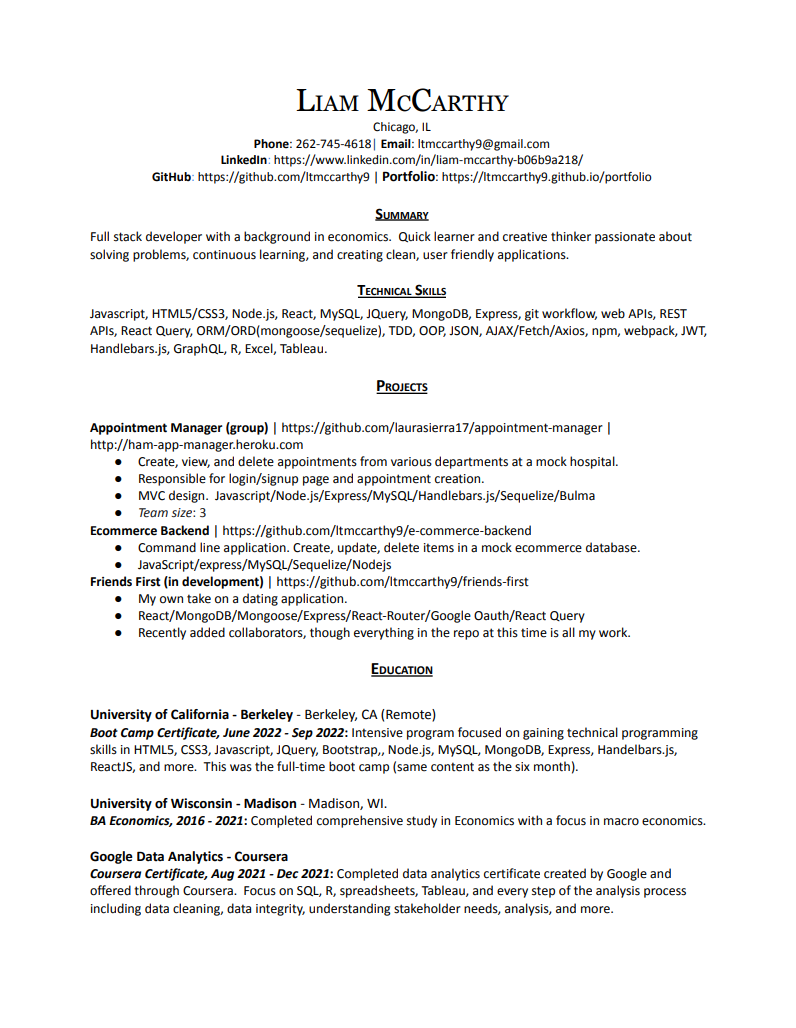 Liam McCarthy
Chicago, IL
Phone: 262-745-4618| Email: ltmccarthy9@gmail.com
LinkedIn: https://www.linkedin.com/in/liam-mccarthy-b06b9a218/
GitHub: https://github.com/ltmccarthy9 | Portfolio: https://ltmccarthy9.github.io/portfolio
Summary
Full stack developer with a background in economics.  Quick learner and creative thinker passionate about
solving problems, continuous learning, and creating clean, user friendly applications.
Technical Skills
Javascript, HTML5/CSS3, Node.js, React, MySQL, JQuery, MongoDB, Express, git workflow, web APIs, REST
APIs, React Query, ORM/ORD(mongoose/sequelize), TDD, OOP, JSON, AJAX/Fetch/Axios, npm, webpack, JWT,
Handlebars.js, GraphQL, R, Excel, Tableau.
Projects
Appointment Manager (group) | https://github.com/laurasierra17/appointment-manager |
http://ham-app-manager.heroku.com
● Create, view, and delete appointments from various departments at a mock hospital.
● Responsible for login/signup page and appointment creation.
● MVC design.  Javascript/Node.js/Express/MySQL/Handlebars.js/Sequelize/Bulma
● Team size: 3
Ecommerce Backend | https://github.com/ltmccarthy9/e-commerce-backend
● Command line application. Create, update, delete items in a mock ecommerce database.
● JavaScript/express/MySQL/Sequelize/Nodejs
Friends First (in development) | https://github.com/ltmccarthy9/friends-first
● My own take on a dating application.
● React/MongoDB/Mongoose/Express/React-Router/Google Oauth/React Query
● Recently added collaborators, though everything in the repo at this time is all my work.
Education
University of California - Berkeley - Berkeley, CA (Remote)
Boot Camp Certificate, June 2022 - Sep 2022: Intensive program focused on gaining technical programming
skills in HTML5, CSS3, Javascript, JQuery, Bootstrap,, Node.js, MySQL, MongoDB, Express, Handelbars.js,
ReactJS, and more.  This was the full-time boot camp (same content as the six month).
University of Wisconsin - Madison - Madison, WI.
BA Economics, 2016 - 2021: Completed comprehensive study in Economics with a focus in macro economics.
Google Data Analytics - Coursera
Coursera Certificate, Aug 2021 - Dec 2021: Completed data analytics certificate created by Google and
offered through Coursera.  Focus on SQL, R, spreadsheets, Tableau, and every step of the analysis process
including data cleaning, data integrity, understanding stakeholder needs, analysis, and more.